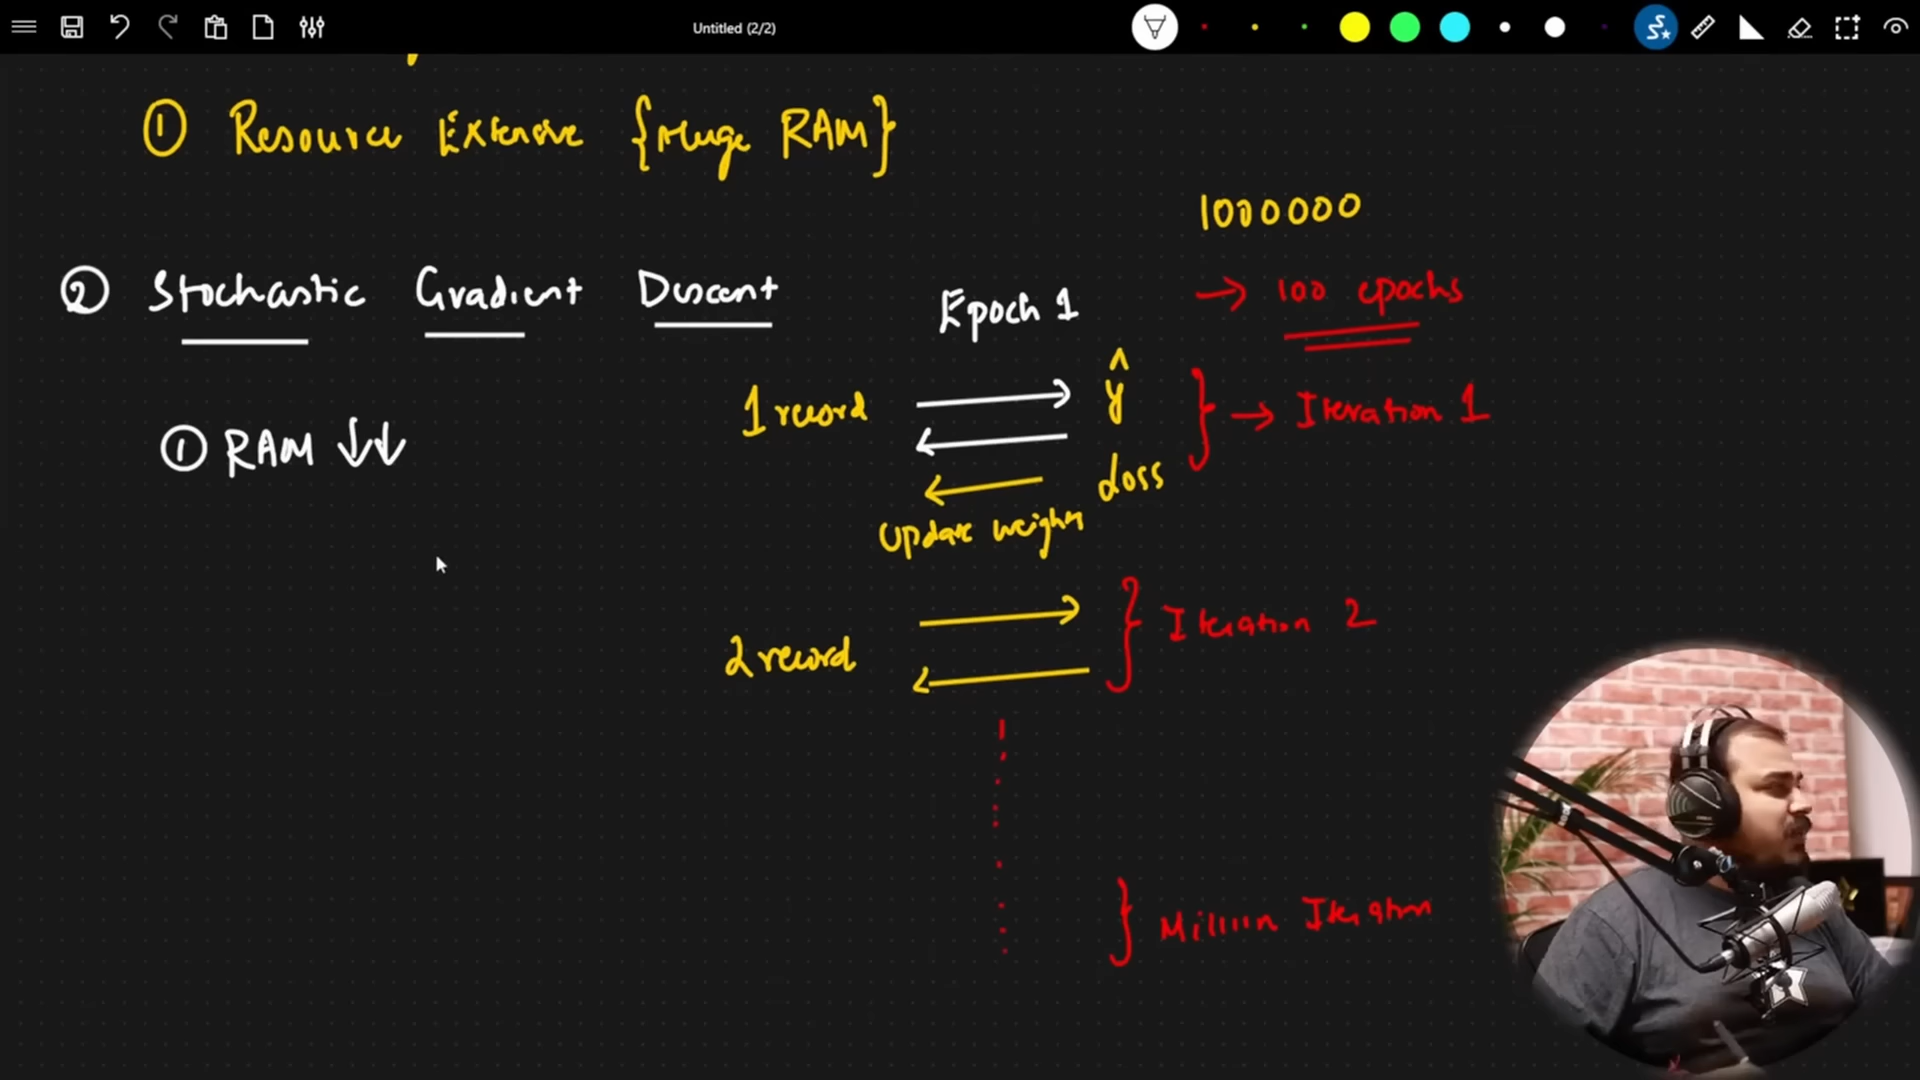 Untitled (2/2)
① Resource Extensive {Huge RAM}
1000000
② Stochastic Gradient Descent
Epoch 1
→ 100 epochs
1 record
ŷ
} → Iteration 1
① RAM ↓↓
Loss
Update weights
2 record
} Iteration 2
} Million Iteration